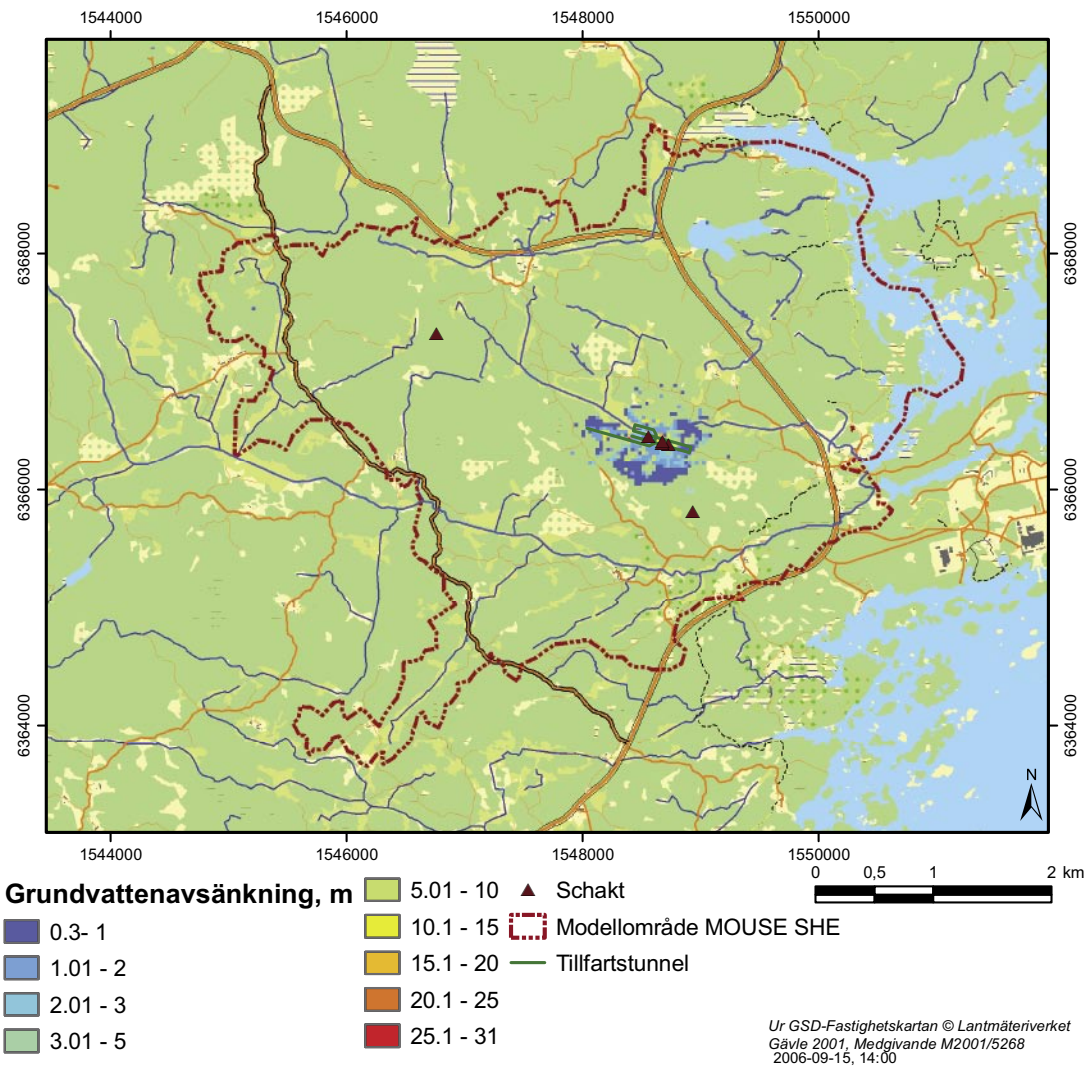 1544000
1546000
1548000
1550000
6368000
6368000
6366000
6366000
6364000
6364000
N
1544000
1546000
1548000
1550000
Grundvattenavsänkning, m
0.3- 1
1.01 - 2
2.01 - 3
3.01 - 5
5.01 - 10
10.1 - 15
15.1 - 20
20.1 - 25
25.1 - 31
Schakt
Modellområde MOUSE SHE
Tillfartstunnel
0 0,5 1 2 km
Ur GSD-Fastighetskartan © Lantmäteriverket
Gävle 2001, Medgivande M2001/5268
2006-09-15, 14:00